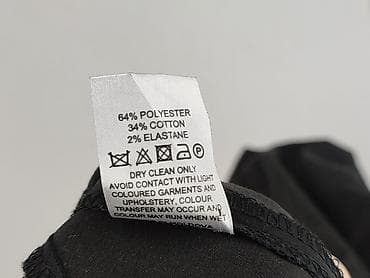 64% POLYESTER
34% COTTON
2% ELASTANE
P
DRY CLEAN ONLY
AVOID CONTACT WITH LIGHT
COLOURED GARMENTS AND
UPHOLSTERY, COLOUR
TRANSFER MAY OCCUR AND
COLOUR MAY RUN WHEN WET